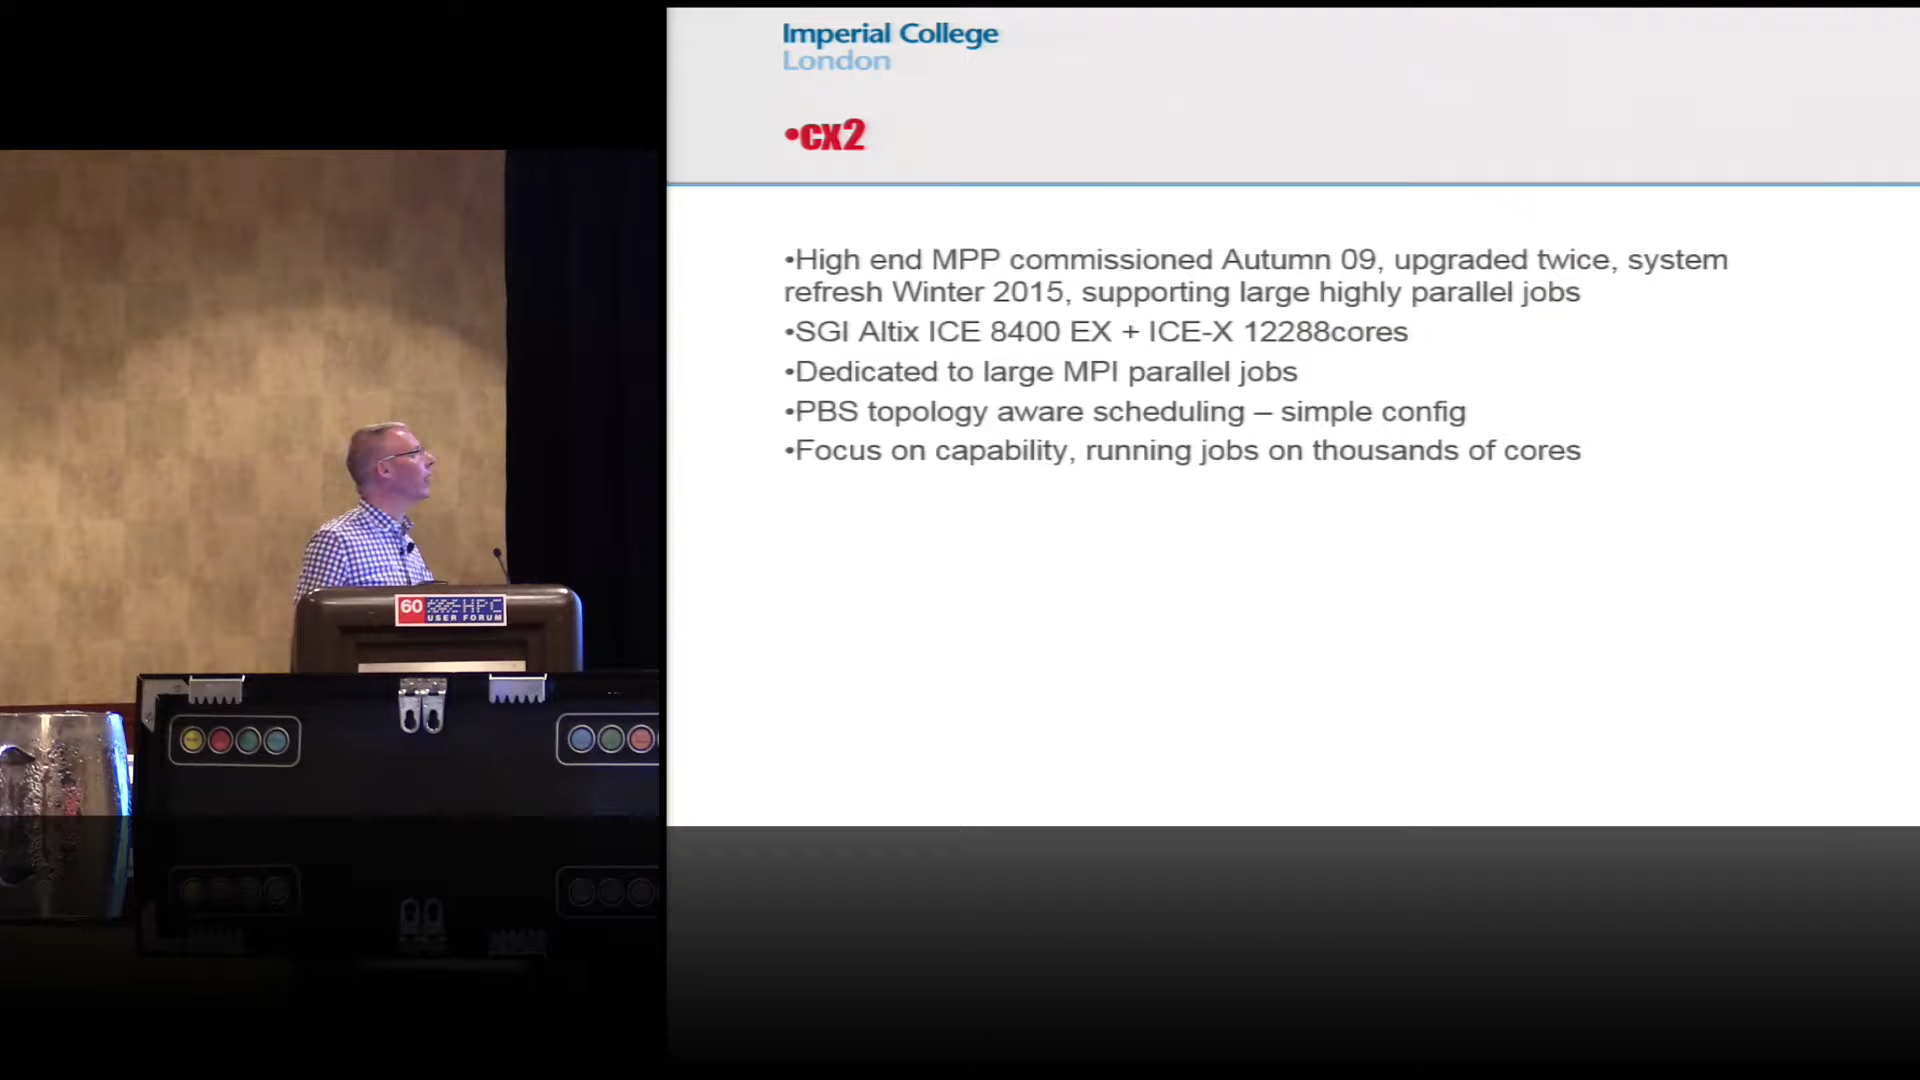 Imperial College
London
•cx2
•High end MPP commissioned Autumn 09, upgraded twice, system
refresh Winter 2015, supporting large highly parallel jobs
•SGI Altix ICE 8400 EX + ICE-X 12288cores
•Dedicated to large MPI parallel jobs
•PBS topology aware scheduling – simple config
•Focus on capability, running jobs on thousands of cores
60 HPC
USER FORUM